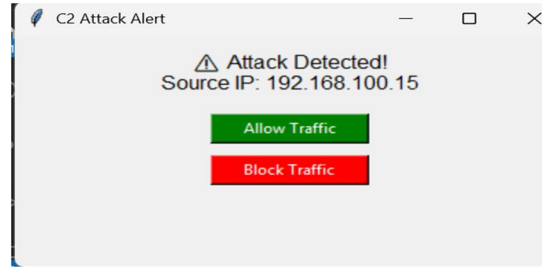 C2 Attack Alert
⚠ Attack Detected!
Source IP: 192.168.100.15
Allow Traffic
Block Traffic